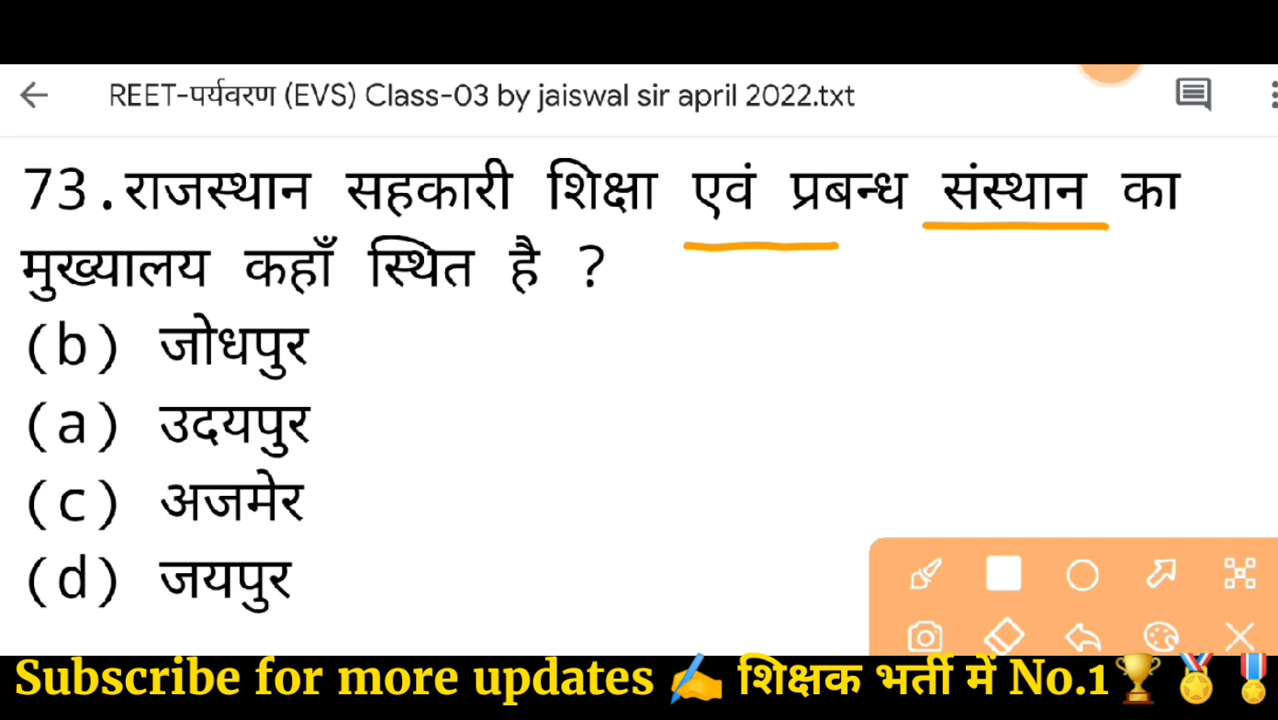 REET-पर्यवरण (EVS) Class-03 by jaiswal sir april 2022.txt
73.राजस्थान सहकारी शिक्षा एवं प्रबन्ध संस्थान का
मुख्यालय कहाँ स्थित है ?
(b) जोधपुर
(a) उदयपुर
(c) अजमेर
(d) जयपुर
Subscribe for more updates ✍️ शिक्षक भर्ती में No.1🏆🏅🎖️